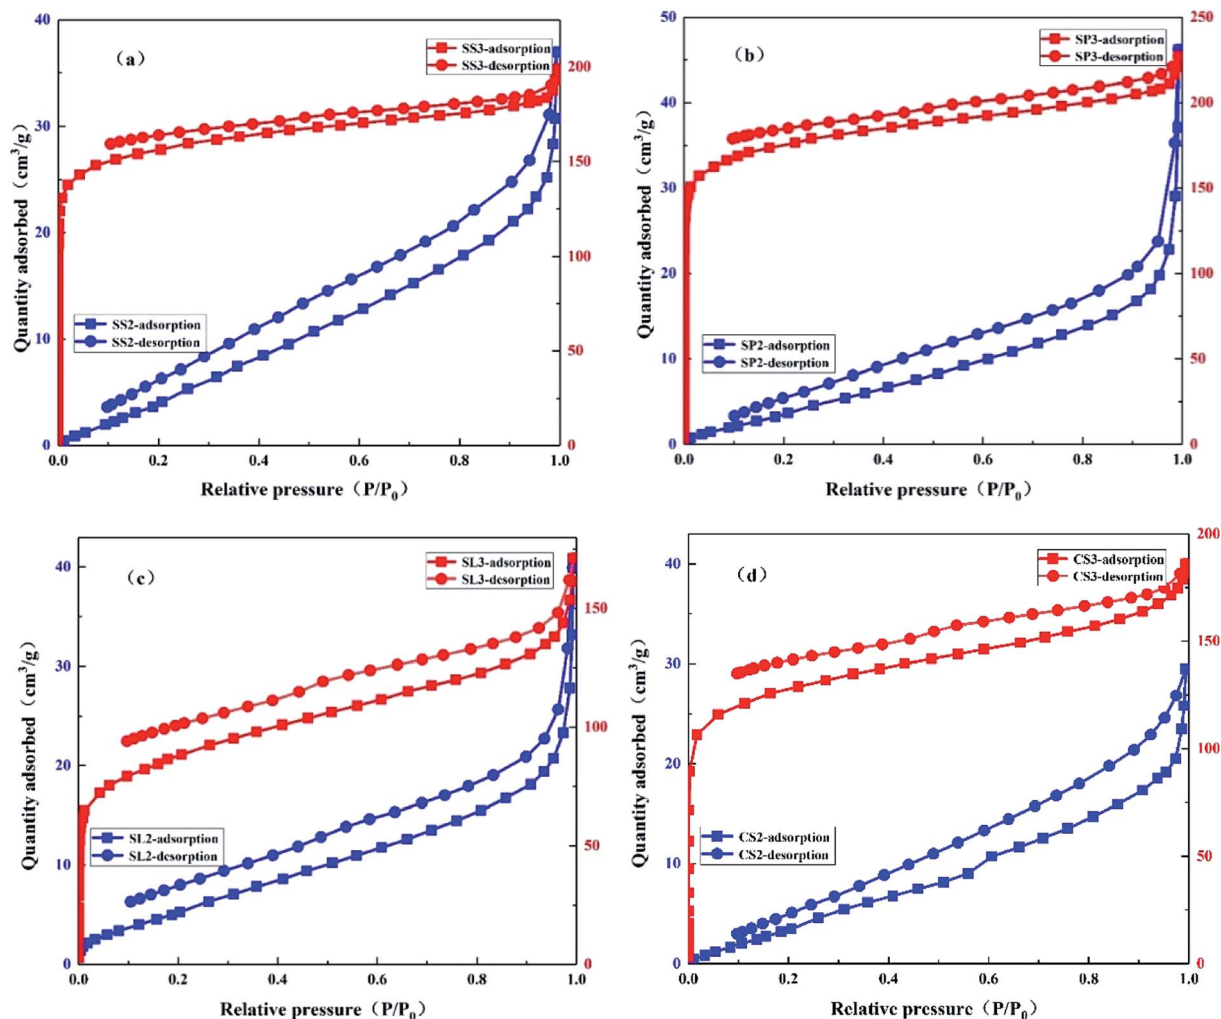 (a)
SS3-adsorption
SS3-desorption
SS2-adsorption
SS2-desorption
Quantity adsorbed (cm³/g)
40
30
20
10
0
200
150
100
50
0
0.0 0.2 0.4 0.6 0.8 1.0
Relative pressure (P/P₀)
(b)
SP3-adsorption
SP3-desorption
SP2-adsorption
SP2-desorption
Quantity adsorbed (cm³/g)
50
40
30
20
10
0
250
200
150
100
50
0
0.0 0.2 0.4 0.6 0.8 1.0
Relative pressure (P/P₀)
(c)
SL3-adsorption
SL3-desorption
SL2-adsorption
SL2-desorption
Quantity adsorbed (cm³/g)
40
30
20
10
0
150
100
50
0
0.0 0.2 0.4 0.6 0.8 1.0
Relative pressure (P/P₀)
(d)
CS3-adsorption
CS3-desorption
CS2-adsorption
CS2-desorption
Quantity adsorbed (cm³/g)
40
30
20
10
0
200
150
100
50
0
0.0 0.2 0.4 0.6 0.8 1.0
Relative pressure (P/P₀)